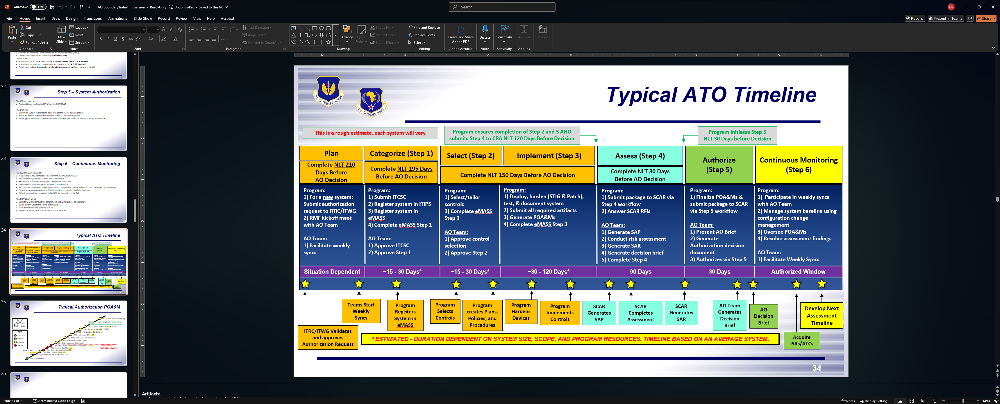 AutoSave Off AO Boundary Initial Immersion - Read-Only Uncontrolled • Saved to this PC Search KN
File Home Insert Draw Design Transitions Animations Slide Show Record Review View Help Acrobat Record Present in Teams Share
Paste Cut Copy Format Painter Clipboard
New Slide Layout Reset Section Slides
Font
Text Direction Align Text Convert to SmartArt Paragraph
Arrange Quick Styles Shape Fill Shape Outline Shape Effects Drawing
Find and Replace Replace Fonts Select Editing
Create and Share Adobe PDF Adobe Acrobat
Dictate Voice
Sensitivity Sensitivity
Add-ins Add-ins
Designer
Develop the proposed Terms memorandums of understanding (MOU)
Develop the proposed risk determination decision brief
The SCA will be:
Issue the terms and SAR to the ISO NLT 30-days before the AO decision brief
Issue the terms memorandums of understanding to the ISO NLT 15 days out
Finalize and deliver the decision brief and risk recommendation to present to the AO
32
Step 5 – System Authorization
The ISO and team will:
Respond to any clarification RFI's from the SCA/SCAR
The SCA will:
Submit the System Authorization letter (PDF) to the AO for digital signature
Route the eMASS Authorization workflow to the AO for digital signature
Await approval from the DAF Ports, Protocols, and Services office and then initiate Step 6 in eMASS
33
Step 6 – Continuous Monitoring
The ISO and team should be:
Responding to any clarification RFI's from the AO/AODR/SCA/SCAR
Provide Monthly updates to Terms and POAM status
Perform vulnerability scanning and STIG updates as required.
Continue to monitor and update all documents in eMASS
Process system changes using the established Configuration Control process and Security Impact Analysis (SIA).
Submit Moderate changes to the SCA for review and potentially AO Reauthorization.
Submit any new interconnections to the SCA for processing to the AO.
The SCA/SCAR will be:
Validate SIAs and conduct risk assessments and authorizations as necessary.
Solicit monthly updates to Terms and POAMs
Validate that ISOs are updating eMASS
Develop reauthorization actions for the AO as required.
34
Typical ATO Timeline
35
Typical Authorization POA&M
BLUF
On-Track
Off-Track
Key
Completed
Upcoming
Overdue
36
U.S. AIR FORCES IN EUROPE
U S AIR FORCES AFRICA
Typical ATO Timeline
This is a rough estimate, each system will vary
Program ensures completion of Step 2 and 3 AND
submits Step 4 to CRA NLT 120 Days Before Decision
Program Initiates Step 5
NLT 30 Days before Decision
Plan
Complete NLT 210
Days Before
AO Decision
Categorize (Step 1)
Complete NLT 195 Days
Before AO Decision
Select (Step 2)
Implement (Step 3)
Complete NLT 150 Days Before AO Decision
Assess (Step 4)
Complete NLT 30 Days
Before AO Decision
Authorize
(Step 5)
Continuous Monitoring
(Step 6)
Program:
1) For a new system:
Submit authorization
request to ITRC/ITWG
2) RMF kickoff meet
with AO Team
AO Team:
1) Facilitate weekly
syncs
Program:
1) Submit ITCSC
2) Register system in ITIPS
3) Register system in
eMASS
4) Complete eMASS Step 1
AO Team:
1) Approve ITCSC
2) Approve Step 1
Program:
1) Select/tailor
controls
2) Complete eMASS
Step 2
AO Team:
1) Approve control
selection
2) Approve Step 2
Program:
1) Deploy, harden (STIG & Patch),
test, & document system
2) Submit all required artifacts
3) Generate POA&Ms
4) Complete eMASS Step 3
Program:
1) Submit package to SCAR via
Step 4 workflow
2) Answer SCAR RFIs
AO Team:
1) Generate SAP
2) Conduct risk assessment
3) Generate SAR
4) Generate decision brief
5) Complete Step 4
Program:
1) Finalize POA&Ms &
submit package to SCAR
via Step 5 workflow
AO Team:
1) Present AO Brief
2) Generate
Authorization decision
document
3) Authorizes via Step 5
Program:
1) Participate in weekly syncs
with AO Team
2) Manage system baseline using
configuration change
management
3) Oversee POA&Ms
4) Resolve assessment findings
AO Team:
1) Facilitate Weekly Syncs
Situation Dependent ~15 - 30 Days* ~15 - 30 Days* ~30 - 120 Days* 90 Days 30 Days Authorized Window
ITRC/ITWG Validates
and approves
Authorization Request
Teams Start
Weekly
Syncs
Program
Registers
System in
eMASS
Program
Selects
Controls
Program
creates Plans,
Policies, and
Procedures
Program
Hardens
Devices
Program
Implements
Controls
SCAR
Generates
SAP
SCAR
Completes
Assessment
SCAR
Generates
SAR
AO Team
Generates
Decision
Brief
AO
Decision
Brief
Acquire
ISAs/ATC
Develop Next
Assessment
Timeline
* ESTIMATED - DURATION DEPENDENT ON SYSTEM SIZE, SCOPE, AND PROGRAM RESOURCES. TIMELINE BASED ON AN AVERAGE SYSTEM.
34
Artifacts:
Slide 34 of 72 Accessibility: Good to go Notes Display Settings 149%